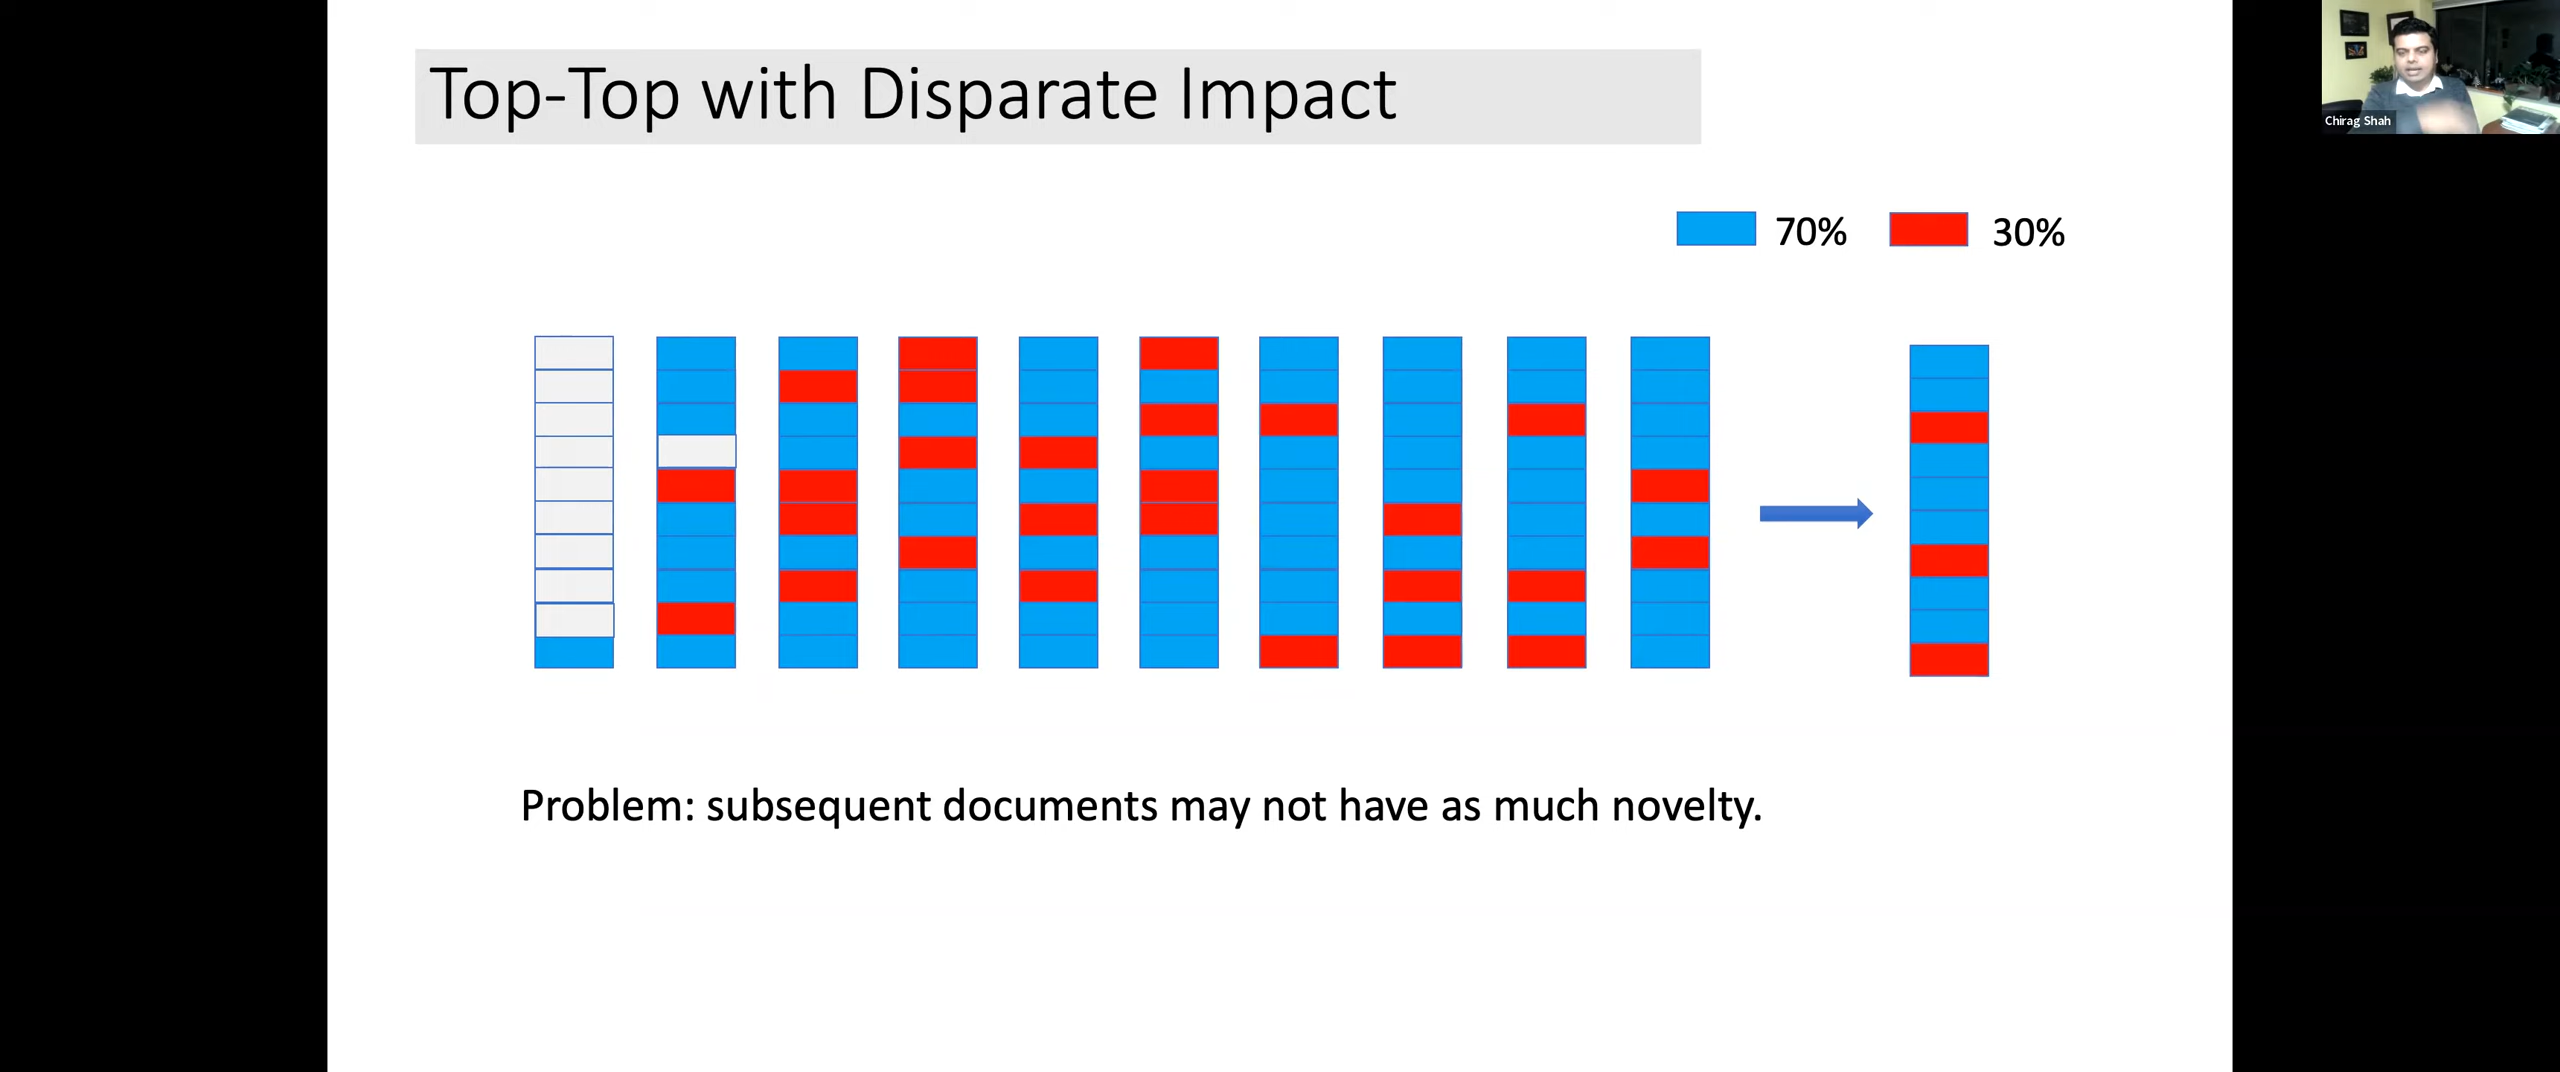 Top-Top with Disparate Impact
Chirag Shah
70% 30%
Problem: subsequent documents may not have as much novelty.